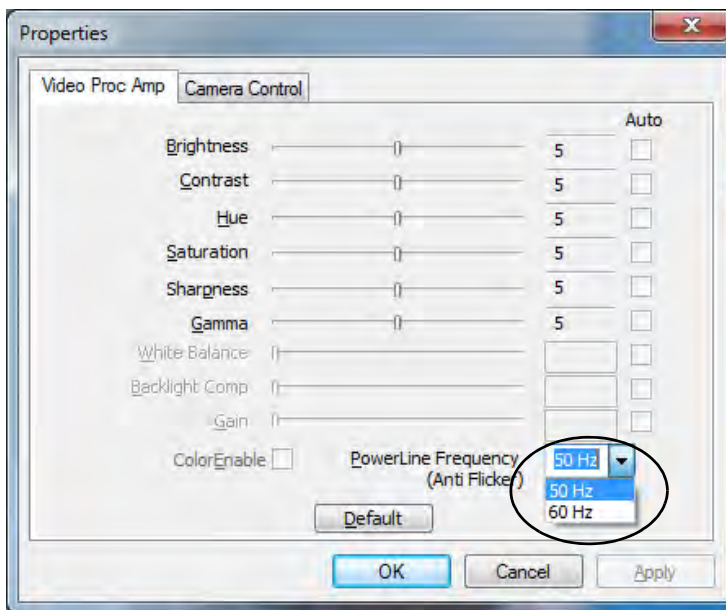 Properties
Video Proc Amp Camera Control
Auto
Brightness 5
Contrast 5
Hue 5
Saturation 5
Sharpness 5
Gamma 5
White Balance
Backlight Comp
Gain
ColorEnable PowerLine Frequency 50 Hz
(Anti Flicker)
50 Hz
60 Hz
Default
OK Cancel Apply